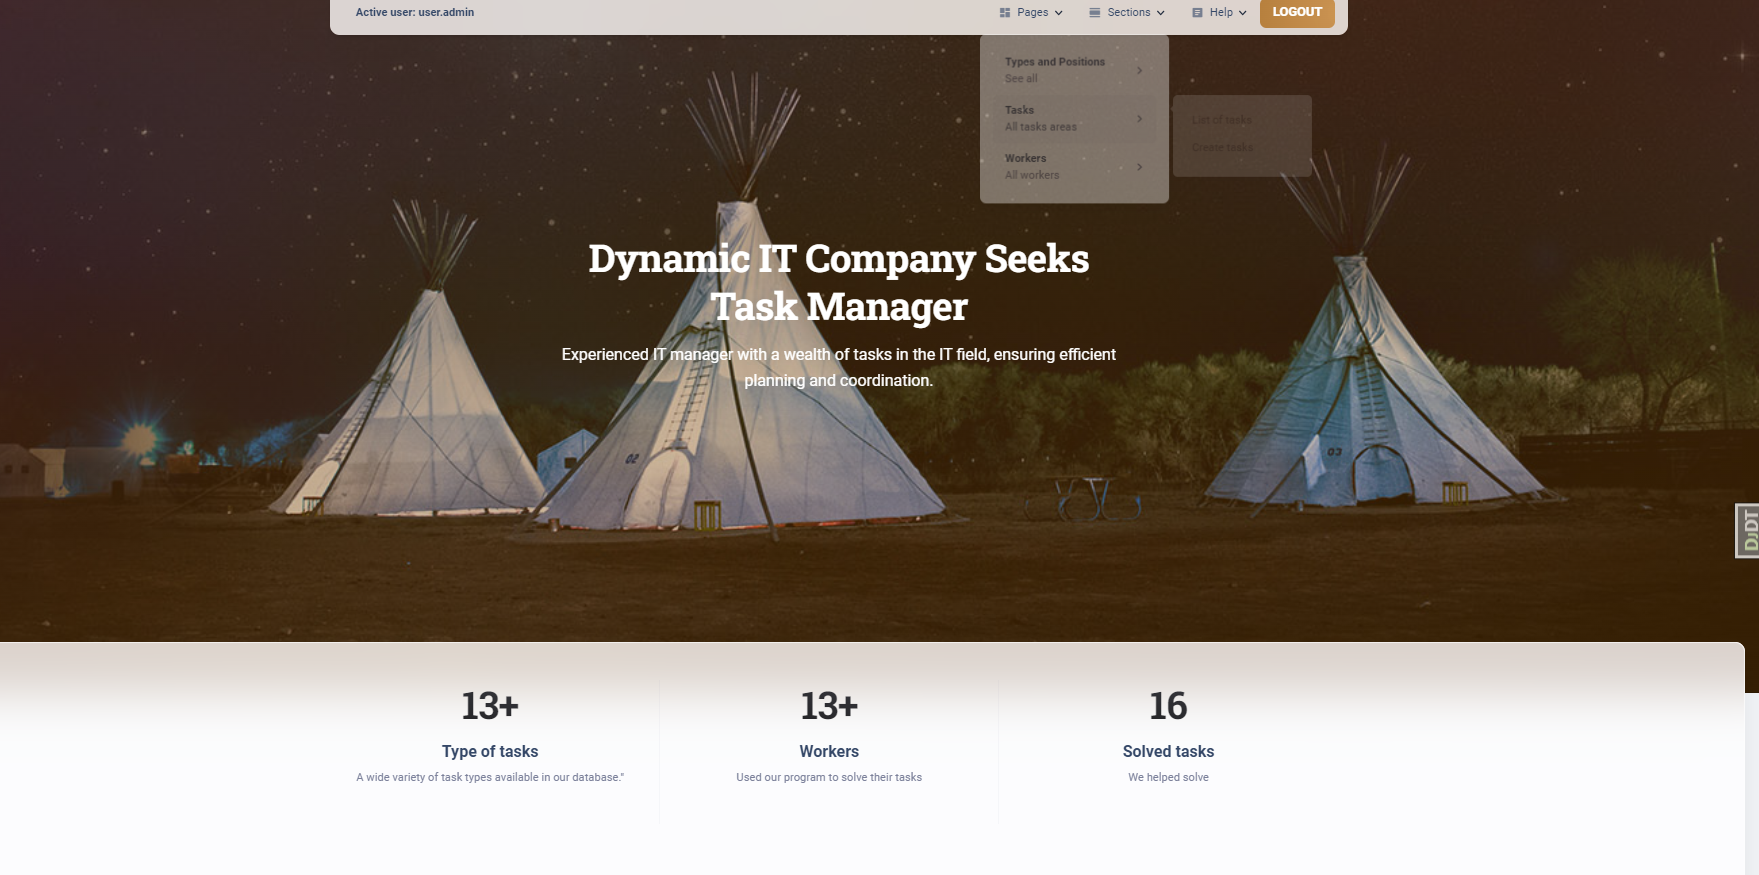 Active user: user.admin
Pages
Sections
Help
LOGOUT
Types and Positions
See all
Tasks
All tasks areas
Workers
All workers
List of tasks
Create tasks
Dynamic IT Company Seeks
Task Manager
Experienced IT manager with a wealth of tasks in the IT field, ensuring efficient
planning and coordination.
02
03
DJDT
13+
Type of tasks
A wide variety of task types available in our database."
13+
Workers
Used our program to solve their tasks
16
Solved tasks
We helped solve